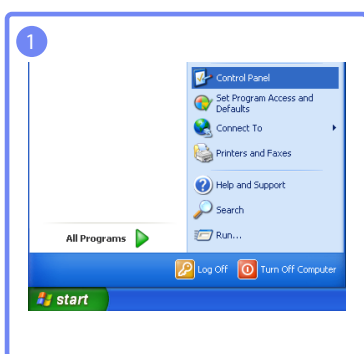 1
Control Panel
Set Program Access and
Defaults
Connect To
Printers and Faxes
Help and Support
Search
Run...
All Programs
Log Off Turn Off Computer
start